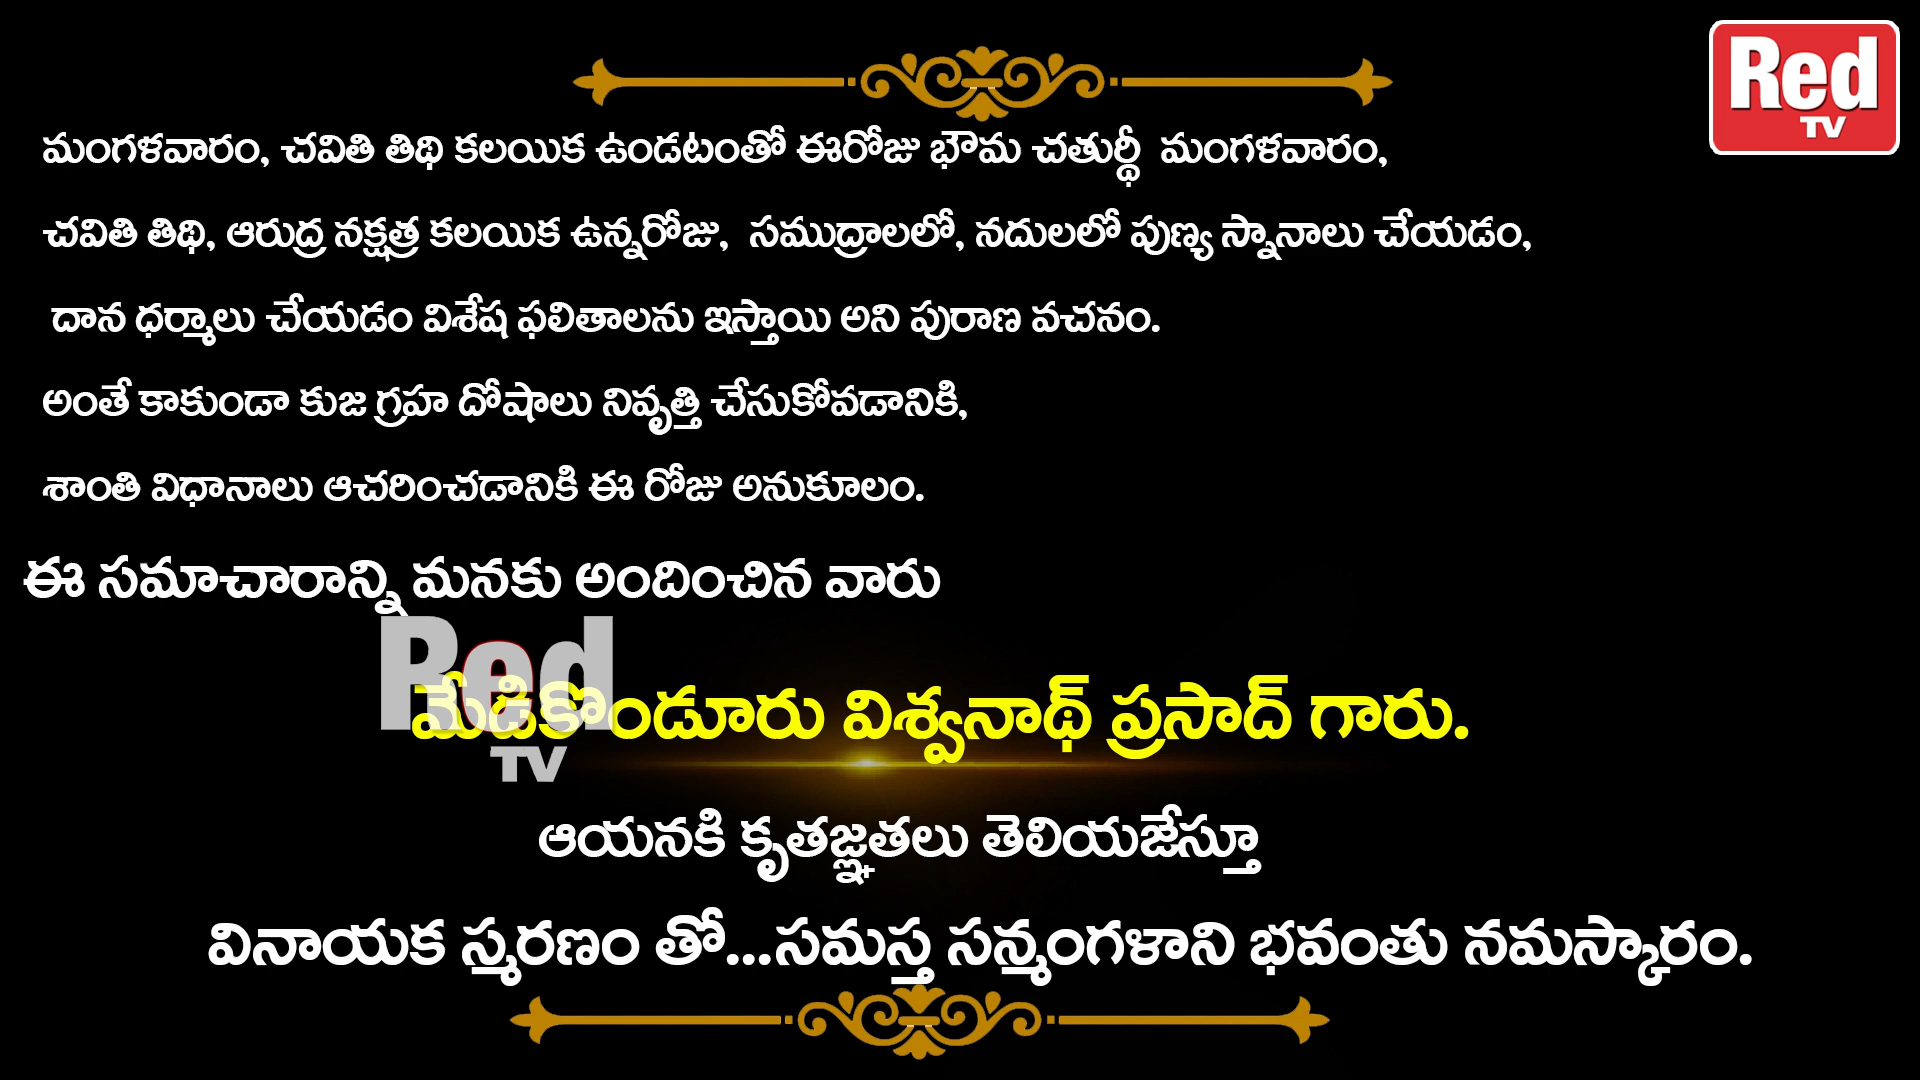 Red
TV
మంగళవారం, చవితి తిథి కలయిక ఉండటంతో ఈరోజు భౌమ చతుర్థీ మంగళవారం,
చవితి తిథి, ఆరుద్ర నక్షత్ర కలయిక ఉన్నరోజు, సముద్రాలలో, నదులలో పుణ్య స్నానాలు చేయడం,
దాన ధర్మాలు చేయడం విశేష ఫలితాలను ఇస్తాయి అని పురాణ వచనం.
అంతే కాకుండా కుజ గ్రహ దోషాలు నివృత్తి చేసుకోవడానికి,
శాంతి విధానాలు ఆచరించడానికి ఈ రోజు అనుకూలం.
ఈ సమాచారాన్ని మనకు అందించిన వారు
Red
మేడికొండూరు విశ్వనాథ్ ప్రసాద్ గారు.
TV
ఆయనకి కృతజ్ఞతలు తెలియజేస్తూ
వినాయక స్మరణం తో...సమస్త సన్మంగళాని భవంతు నమస్కారం.